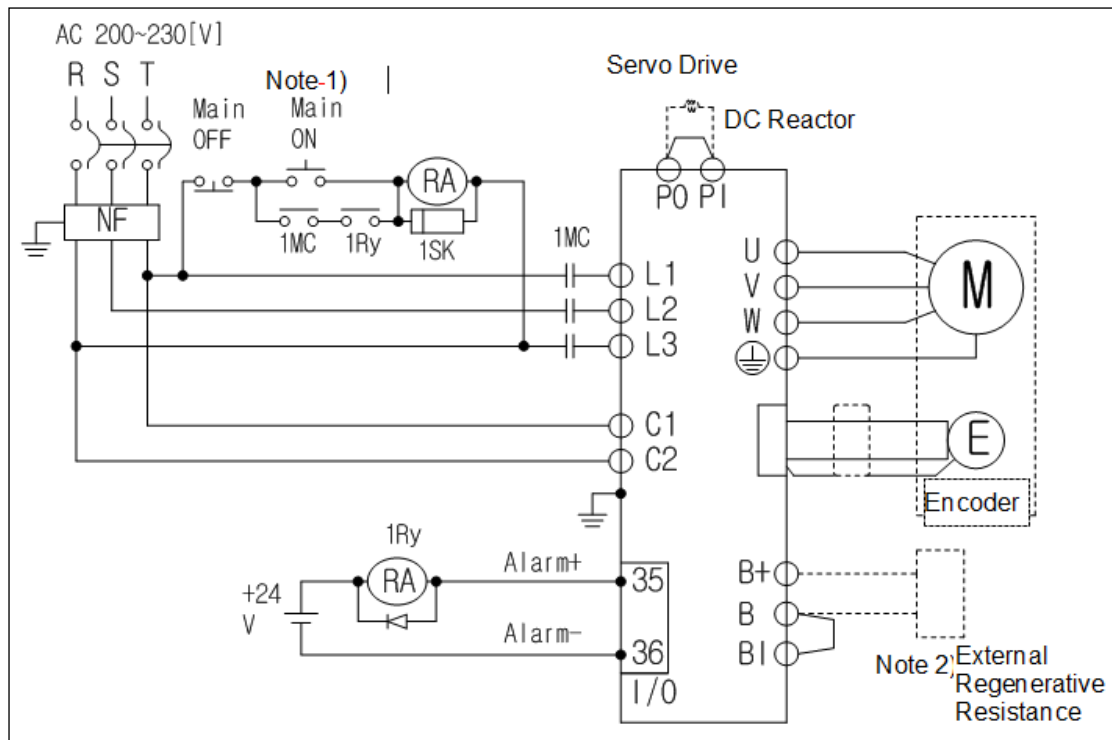 AC 200~230[V]
R S T
Note-1)
Main
OFF
Main
ON
RA
1MC 1Ry
1SK
NF
Servo Drive
DC Reactor
PO PI
1MC
L1
L2
L3
C1
C2
U
V
W
M
E
Encoder
1Ry
RA
+24
V
Alarm+
Alarm-
35
36
I/O
B+
B
BI
Note 2)
External
Regenerative
Resistance